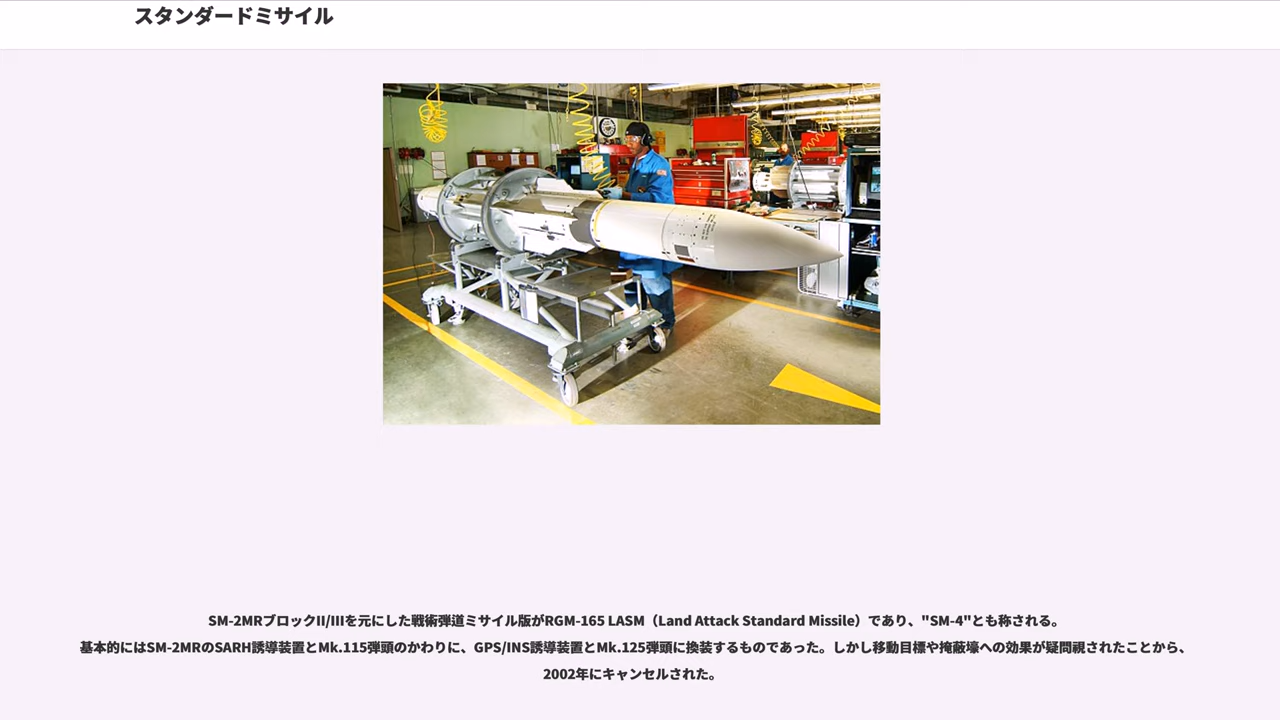 スタンダードミサイル
SM-2MRブロックII/IIIを元にした戦術弾道ミサイル版がRGM-165 LASM（Land Attack Standard Missile）であり、"SM-4"とも称される。
基本的にはSM-2MRのSARH誘導装置とMk.115弾頭のかわりに、GPS/INS誘導装置とMk.125弾頭に換装するものであった。しかし移動目標や掩蔽壕への効果が疑問視されたことから、
2002年にキャンセルされた。